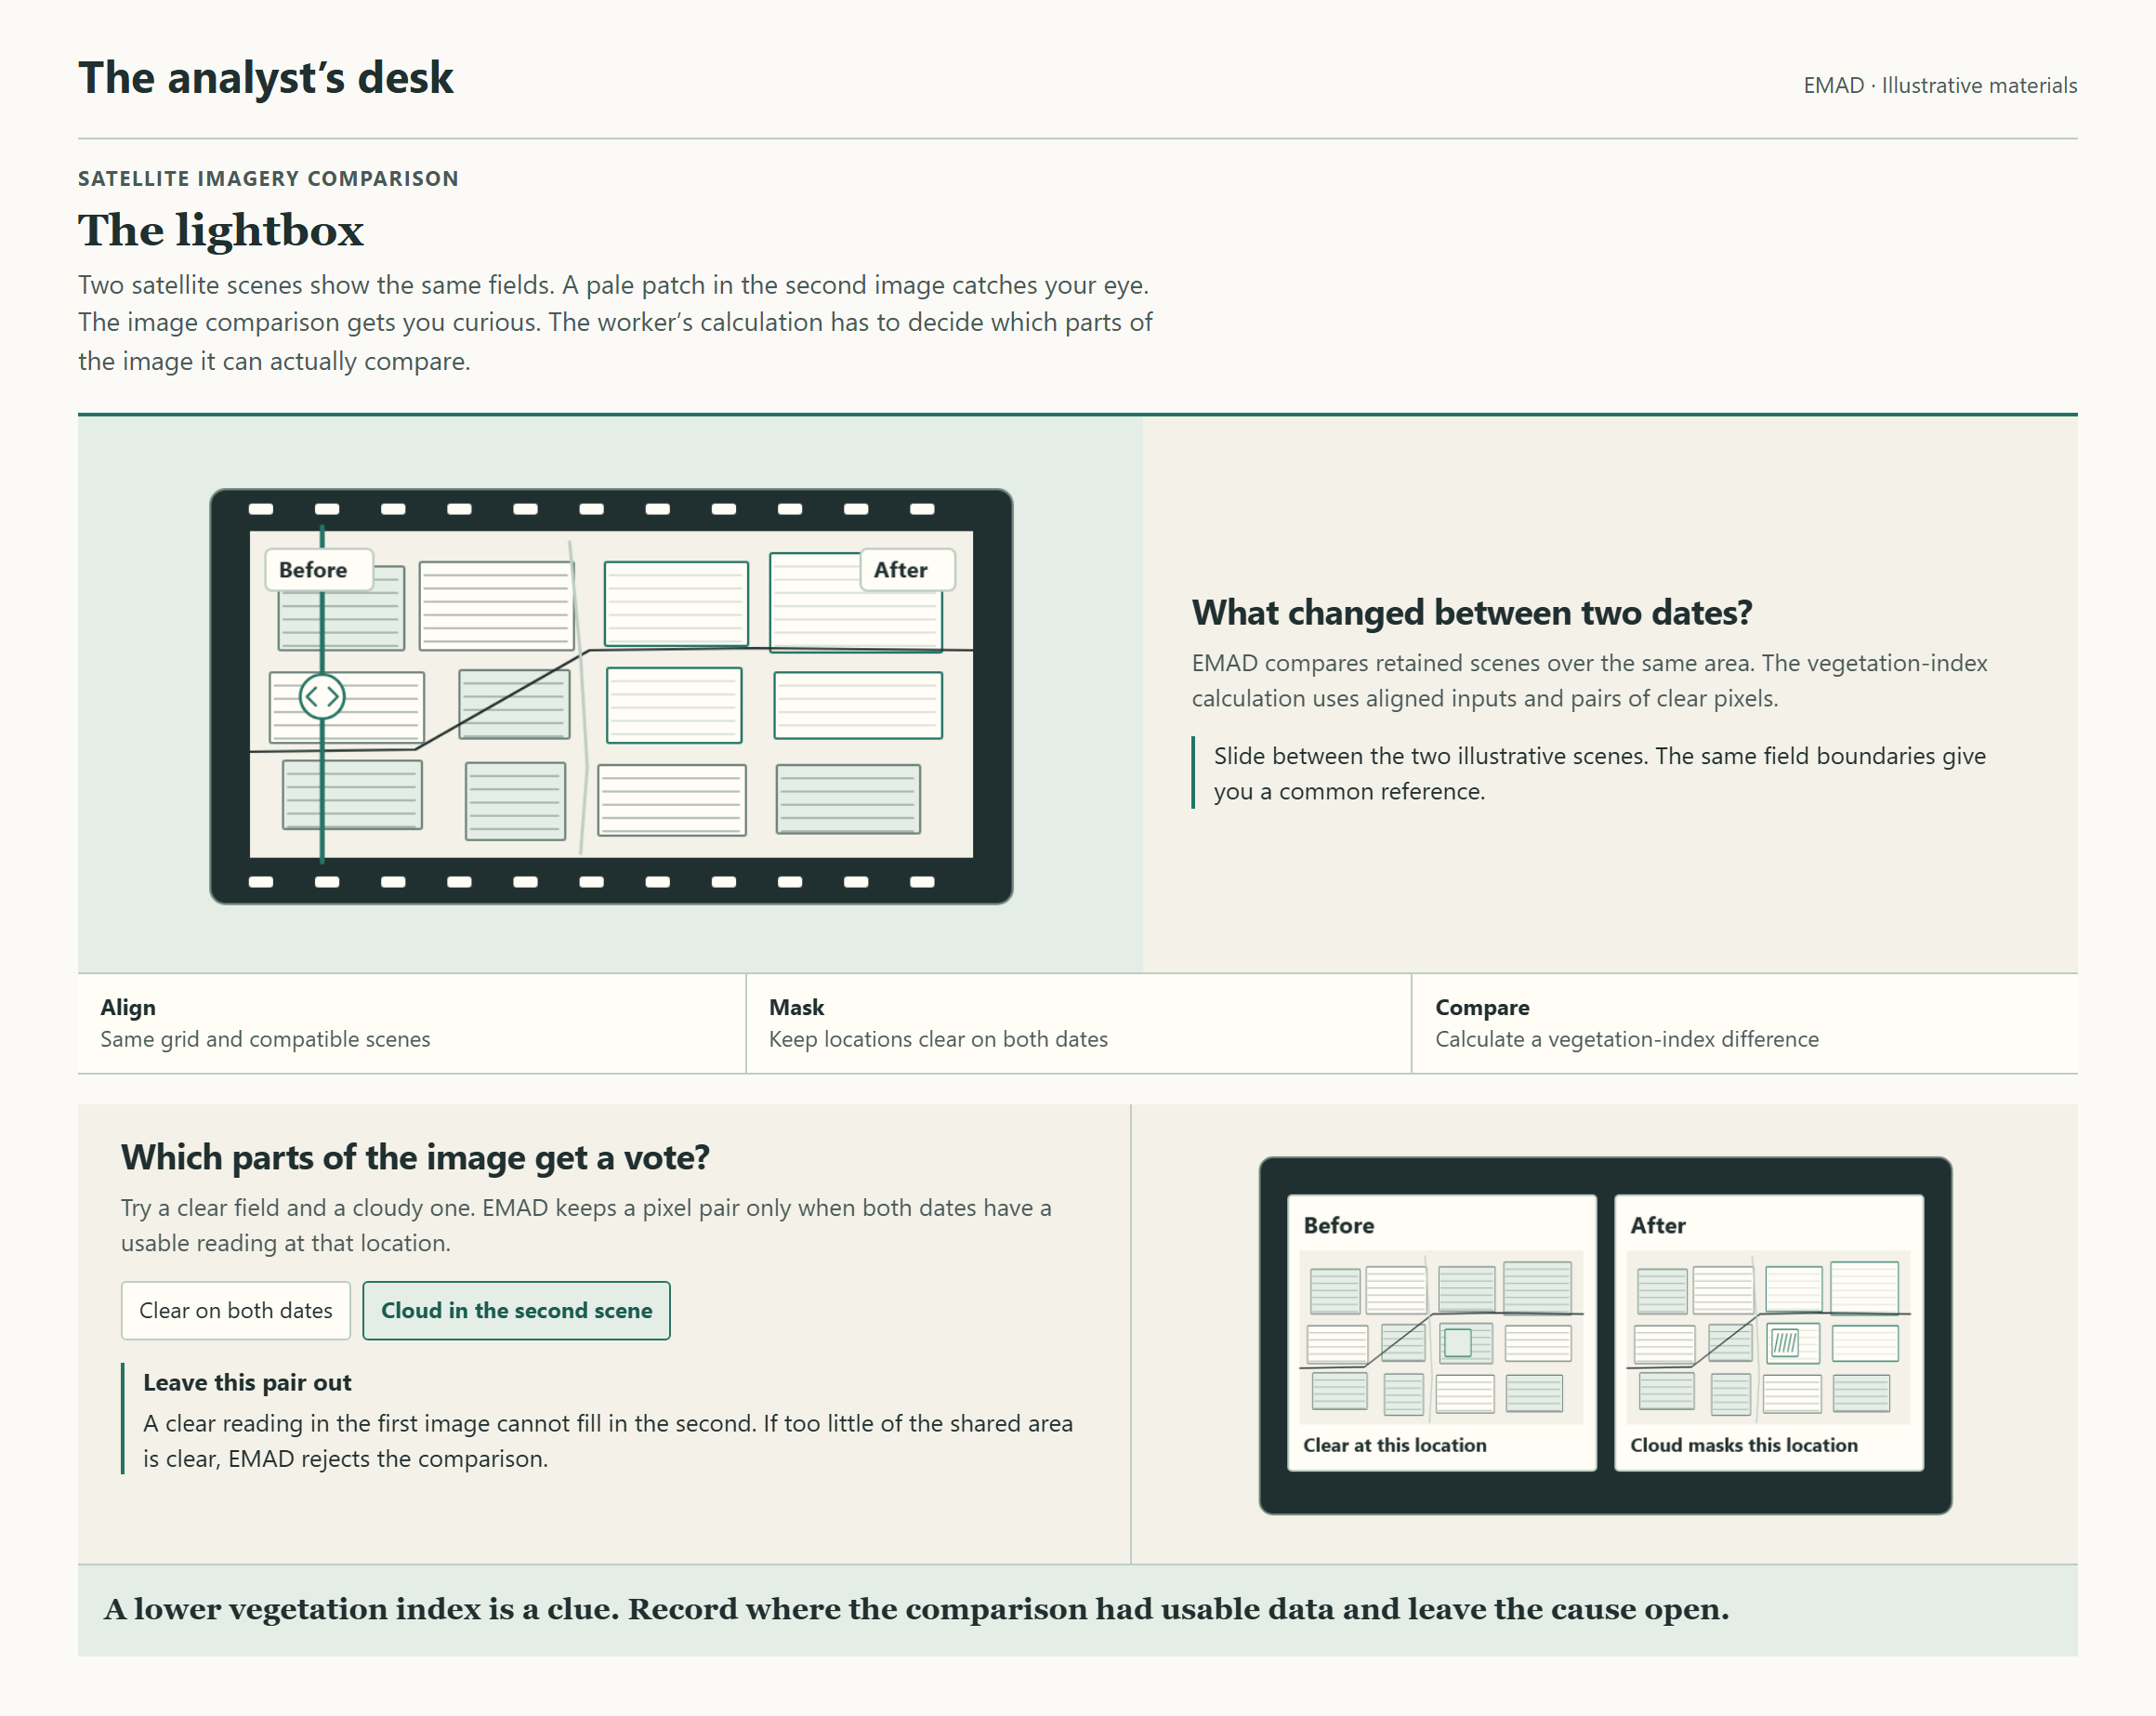 The analyst’s desk
EMAD · Illustrative materials
SATELLITE IMAGERY COMPARISON
The lightbox
Two satellite scenes show the same fields. A pale patch in the second image catches your eye.
The image comparison gets you curious. The worker’s calculation has to decide which parts of
the image it can actually compare.
Before
After
What changed between two dates?
EMAD compares retained scenes over the same area. The vegetation-index
calculation uses aligned inputs and pairs of clear pixels.
Slide between the two illustrative scenes. The same field boundaries give
you a common reference.
Align
Same grid and compatible scenes
Mask
Keep locations clear on both dates
Compare
Calculate a vegetation-index difference
Which parts of the image get a vote?
Try a clear field and a cloudy one. EMAD keeps a pixel pair only when both dates have a
usable reading at that location.
Clear on both dates
Cloud in the second scene
Leave this pair out
A clear reading in the first image cannot fill in the second. If too little of the shared area
is clear, EMAD rejects the comparison.
Before
Clear at this location
After
Cloud masks this location
A lower vegetation index is a clue. Record where the comparison had usable data and leave the cause open.